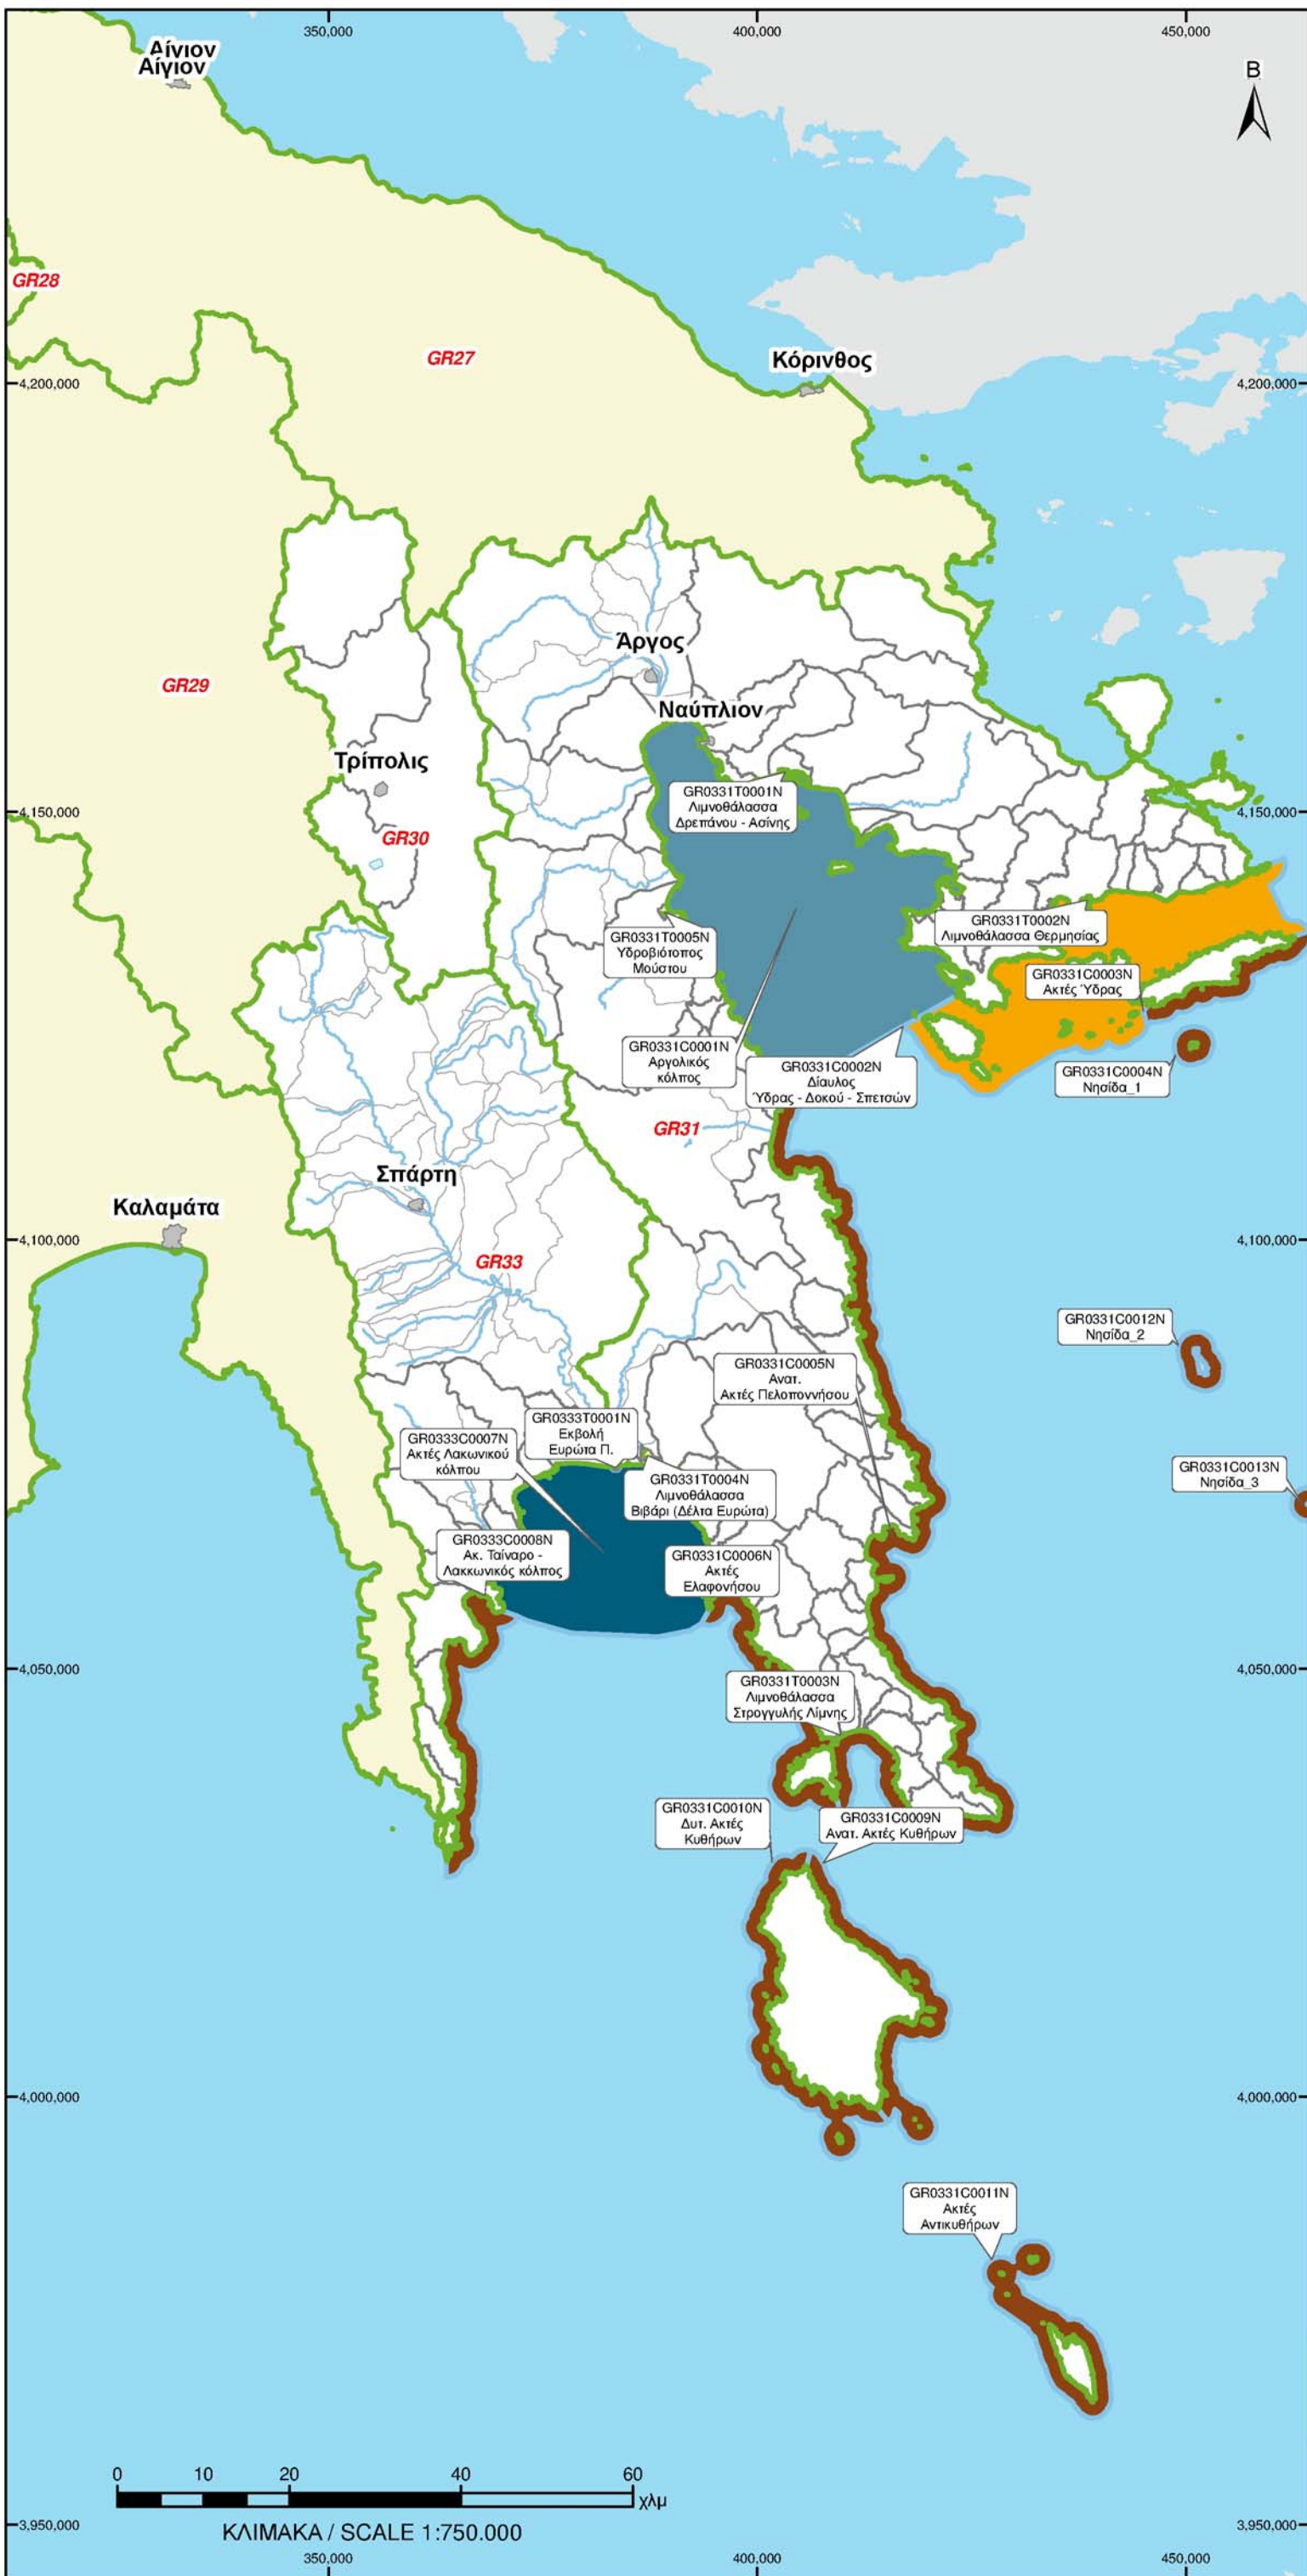 350,000
400,000
450,000
Αίνιον
Αίγιον
Β
GR28
GR27
Κόρινθος
4,200,000
4,200,000
Άργος
GR29
Ναύπλιον
Τρίπολις
GR0331T0001N
Λιμνοθάλασσα
Δρεπάνου - Ασίνης
4,150,000
4,150,000
GR30
GR0331T0002N
Λιμνοθάλασσα Θερμησίας
GR0331T0005N
Υδροβιότοπος
Μούστου
GR0331C0003N
Ακτές Ύδρας
GR0331C0001N
Αργολικός
κόλπος
GR0331C0002N
Δίαυλος
Ύδρας - Δοκού - Σπετσών
GR0331C0004N
Νησίδα_1
GR31
Σπάρτη
Καλαμάτα
4,100,000
4,100,000
GR33
GR0331C0012N
Νησίδα_2
GR0331C0005N
Ανατ.
Ακτές Πελοποννήσου
GR0333T0001N
Εκβολή
Ευρώτα Π.
GR0333C0007N
Ακτές Λακωνικού
κόλπου
GR0331C0013N
Νησίδα_3
GR0331T0004N
Λιμνοθάλασσα
Βιβάρι (Δέλτα Ευρώτα)
GR0333C0008N
Ακ. Ταίναρο -
Λακκωνικός κόλπος
GR0331C0006N
Ακτές
Ελαφονήσου
4,050,000
4,050,000
GR0331T0003N
Λιμνοθάλασσα
Στρογγυλής Λίμνης
GR0331C0010N
Δυτ. Ακτές
Κυθήρων
GR0331C0009N
Ανατ. Ακτές Κυθήρων
4,000,000
4,000,000
GR0331C0011N
Ακτές
Αντικυθήρων
0 10 20 40 60
χλμ
ΚΛΙΜΑΚΑ / SCALE 1:750.000
3,950,000
3,950,000
350,000
400,000
450,000